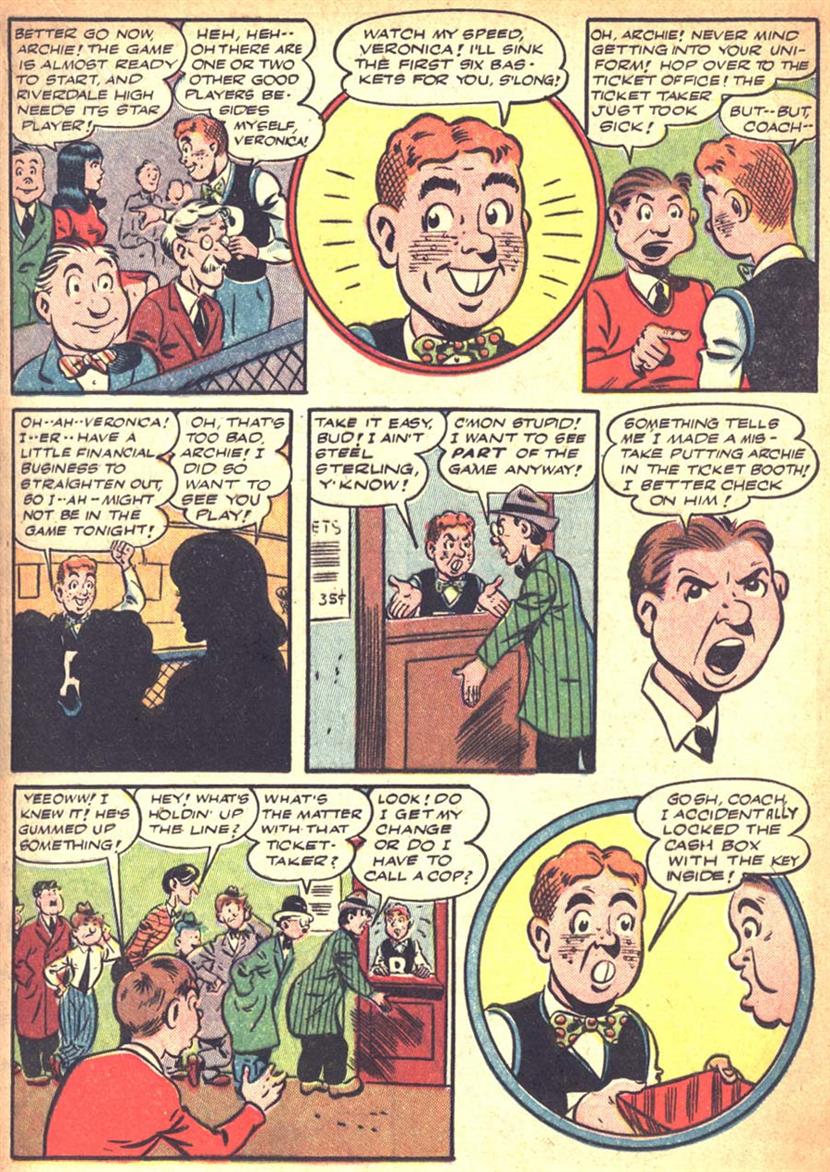 BETTER GO NOW,
ARCHIE! THE GAME
IS ALMOST READY
TO START, AND
RIVERDALE HIGH
NEEDS ITS STAR
PLAYER!
HEH, HEH--
OH THERE ARE
ONE OR TWO
OTHER GOOD
PLAYERS BE-
SIDES
MYSELF,
VERONICA!
WATCH MY SPEED,
VERONICA! I'LL SINK
THE FIRST SIX BAS-
KETS FOR YOU, S'LONG!
OH, ARCHIE! NEVER MIND
GETTING INTO YOUR UNI-
FORM! HOP OVER TO THE
TICKET OFFICE! THE
TICKET TAKER
JUST TOOK
SICK!
BUT--BUT,
COACH--
OH--AH--VERONICA!
I--ER--HAVE A
LITTLE FINANCIAL
BUSINESS TO
STRAIGHTEN OUT,
SO I--AH--MIGHT
NOT BE IN THE
GAME TONIGHT!
OH, THAT'S
TOO BAD,
ARCHIE! I
DID SO
WANT TO
SEE YOU
PLAY!
TAKE IT EASY,
BUD! I AIN'T
STEEL
STERLING,
Y'KNOW!
C'MON STUPID!
I WANT TO SEE
PART OF THE
GAME ANYWAY!
ETS
35¢
SOMETHING TELLS
ME I MADE A MIS-
TAKE PUTTING ARCHIE
IN THE TICKET BOOTH!
I BETTER CHECK
ON HIM!
YEEOWW! I
KNEW IT! HE'S
GUMMED UP
SOMETHING!
HEY! WHAT'S
HOLDIN' UP
THE LINE?
WHAT'S
THE MATTER
WITH THAT
TICKET-
TAKER?
LOOK! DO
I GET MY
CHANGE
OR DO I
HAVE TO
CALL A COP?
R
GOSH, COACH,
I ACCIDENTALLY
LOCKED THE
CASH BOX
WITH THE KEY
INSIDE!